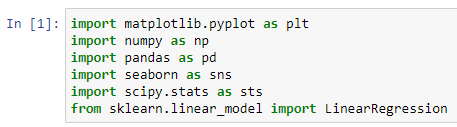 In [1]: import matplotlib.pyplot as plt
import numpy as np
import pandas as pd
import seaborn as sns
import scipy.stats as sts
from sklearn.linear_model import LinearRegression